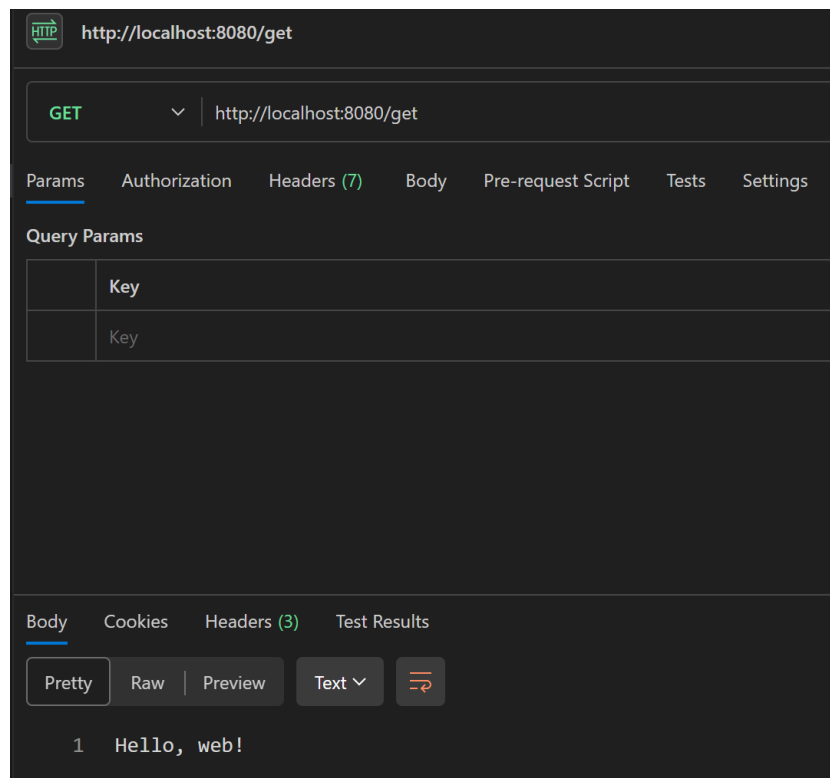 HTTP http://localhost:8080/get
GET http://localhost:8080/get
Params Authorization Headers (7) Body Pre-request Script Tests Settings
Query Params
Key
Key
Body Cookies Headers (3) Test Results
Pretty Raw Preview Text
1 Hello, web!